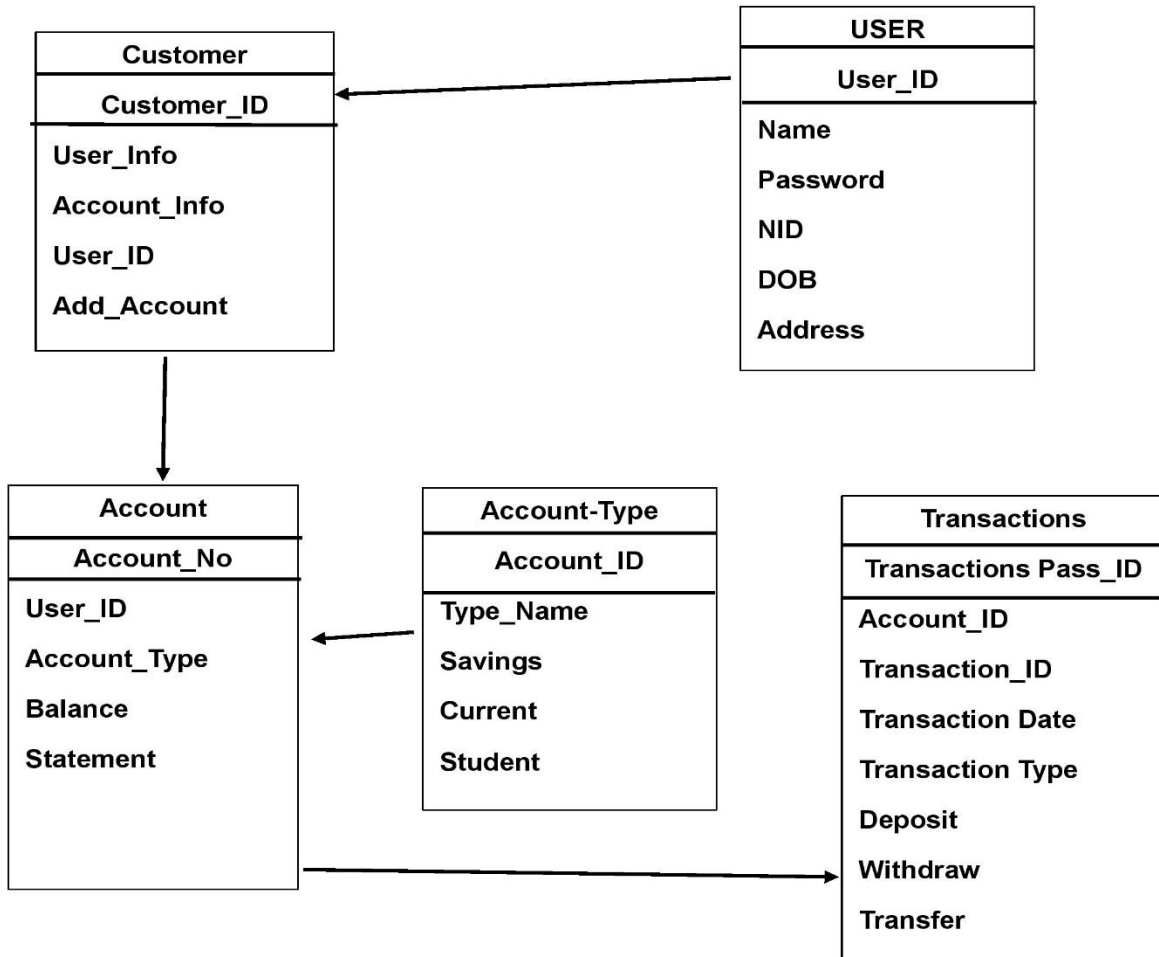 Customer
Customer_ID
User_Info
Account_Info
User_ID
Add_Account
USER
User_ID
Name
Password
NID
DOB
Address
Account
Account_No
User_ID
Account_Type
Balance
Statement
Account-Type
Account_ID
Type_Name
Savings
Current
Student
Transactions
Transactions Pass_ID
Account_ID
Transaction_ID
Transaction Date
Transaction Type
Deposit
Withdraw
Transfer